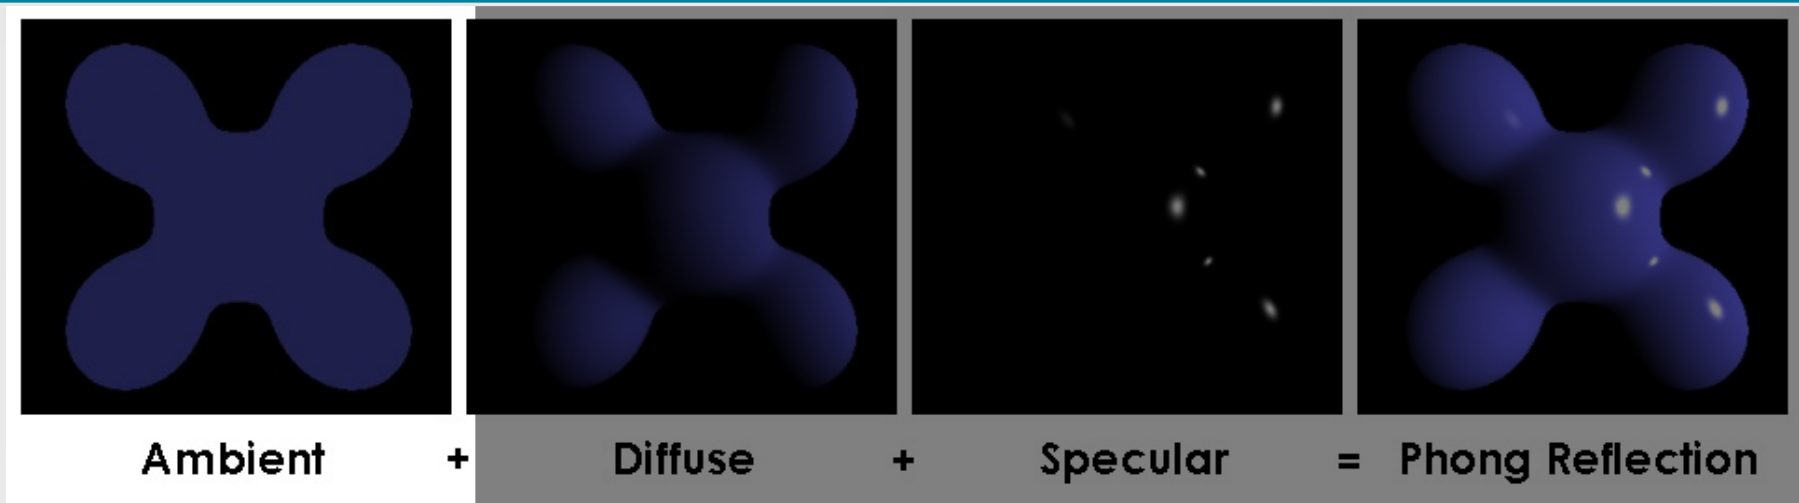 Ambient + Diffuse + Specular = Phong Reflection